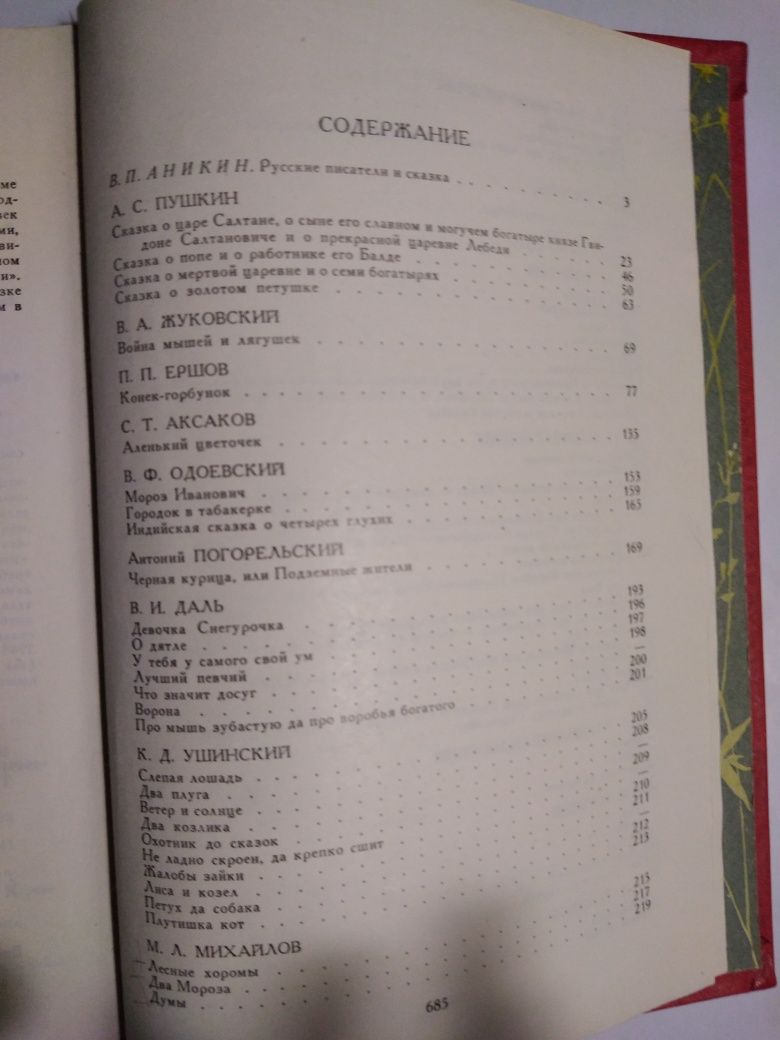 ме
од-
век
ми,
ви-
ном
и».
зке
м в
СОДЕРЖАНИЕ
В. П. АНИКИН. Русские писатели и сказка . . . . . . . . 3
А. С. ПУШКИН
Сказка о царе Салтане, о сыне его славном и могучем богатыре князе Гви-
доне Салтановиче и о прекрасной царевне Лебеди . . . . . . 23
Сказка о попе и о работнике его Балде . . . . . . . . . 46
Сказка о мертвой царевне и о семи богатырях . . . . . . . . 50
Сказка о золотом петушке . . . . . . . . . . . . 63
В. А. ЖУКОВСКИЙ
Война мышей и лягушек . . . . . . . . . . . . 69
П. П. ЕРШОВ
Конек-горбунок . . . . . . . . . . . . . . 77
С. Т. АКСАКОВ
Аленький цветочек . . . . . . . . . . . . . 135
В. Ф. ОДОЕВСКИЙ
Мороз Иванович . . . . . . . . . . . . . . 153
Городок в табакерке . . . . . . . . . . . . . 159
Индийская сказка о четырех глухих . . . . . . . . . 165
Антоний ПОГОРЕЛЬСКИЙ
Черная курица, или Подземные жители . . . . . . . . . 169
В. И. ДАЛЬ
Девочка Снегурочка . . . . . . . . . . . . . 193
О дятле . . . . . . . . . . . . . . . . 196
У тебя у самого свой ум . . . . . . . . . . . . 197
Лучший певчий . . . . . . . . . . . . . . 198
Что значит досуг . . . . . . . . . . . . . . —
Ворона . . . . . . . . . . . . . . . . 200
Про мышь зубастую да про воробья богатого . . . . . . . . 201
К. Д. УШИНСКИЙ
Слепая лошадь . . . . . . . . . . . . . . 205
Два плуга . . . . . . . . . . . . . . . 208
Ветер и солнце . . . . . . . . . . . . . . —
Два козлика . . . . . . . . . . . . . . . 209
Охотник до сказок . . . . . . . . . . . . . —
Не ладно скроен, да крепко сшит . . . . . . . . . . 210
Жалобы зайки . . . . . . . . . . . . . . 211
Лиса и козел . . . . . . . . . . . . . . . —
Петух да собака . . . . . . . . . . . . . . 212
Плутишка кот . . . . . . . . . . . . . . 213
М. Л. МИХАЙЛОВ
Лесные хоромы . . . . . . . . . . . . . . 215
Два Мороза . . . . . . . . . . . . . . . 217
Думы . . . . . . . . . . . . . . . . 219
685